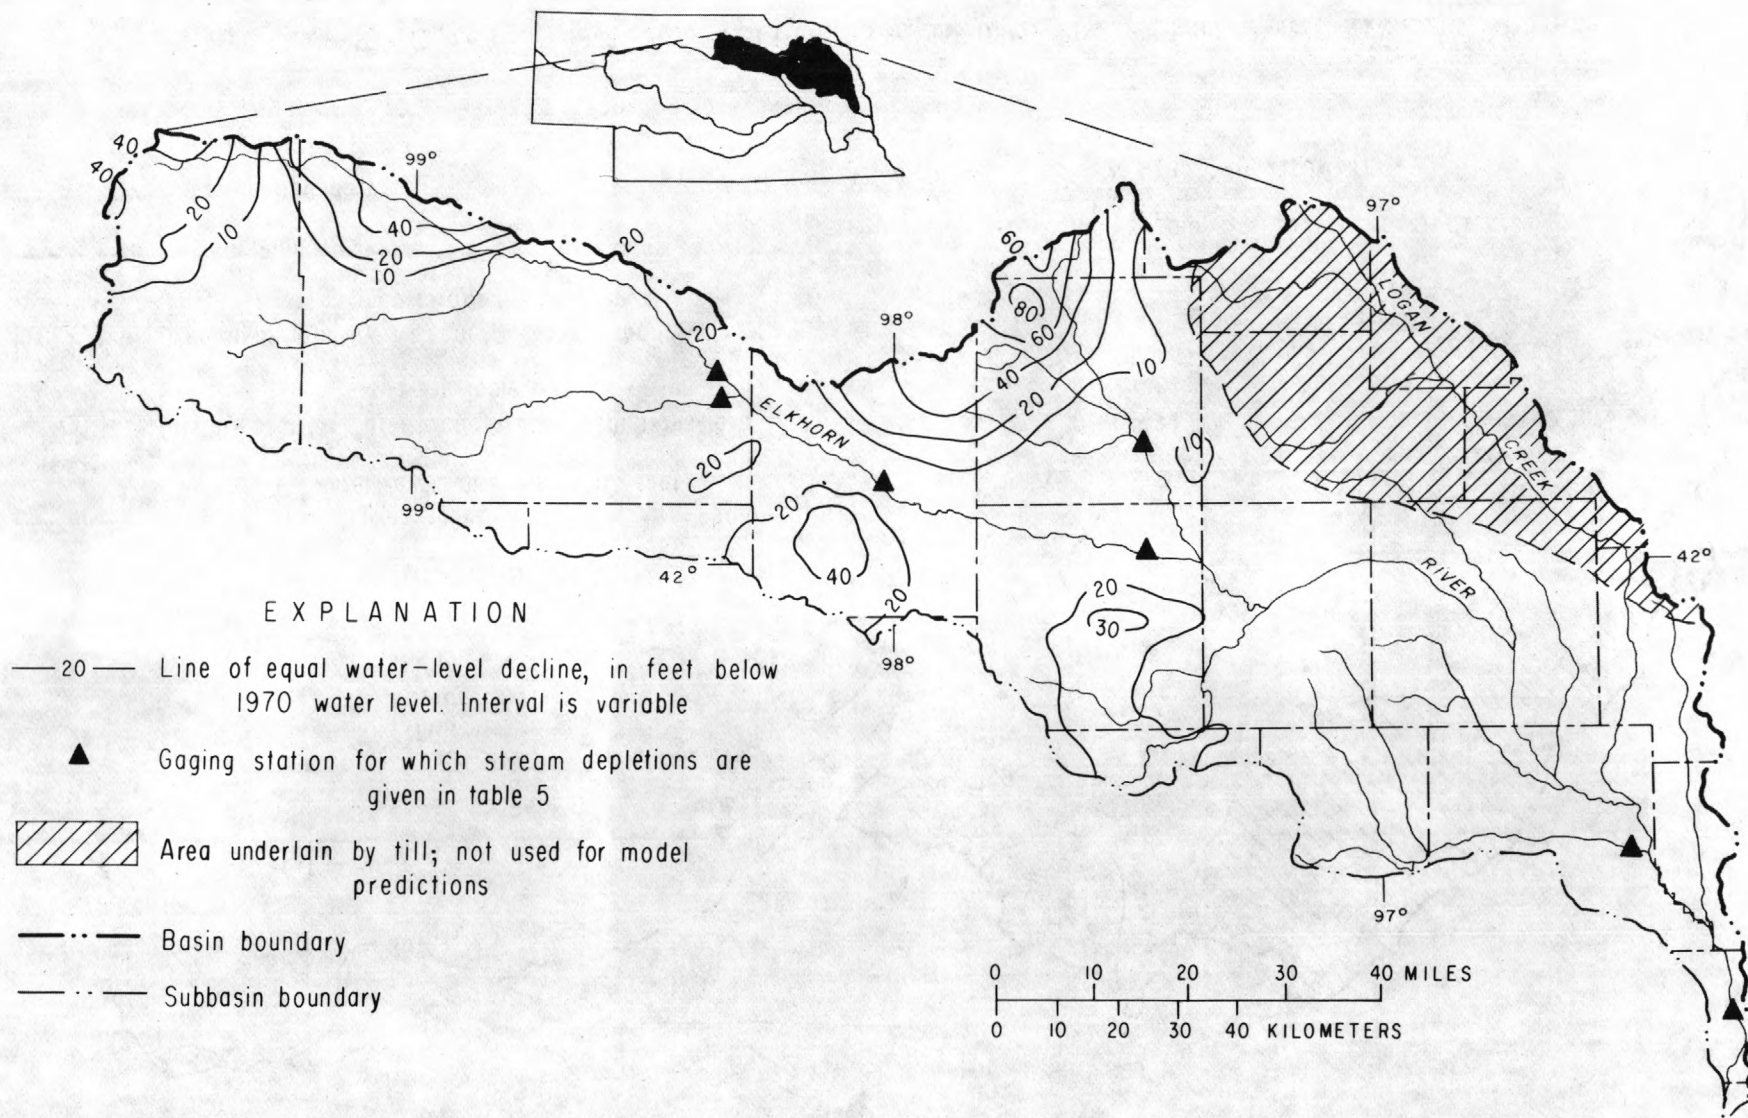 40
40
99°
20
10
40
20
10
20
20
97°
60
80
60
98°
40
10
20
LOGAN
ELKHORN
20
10
CREEK
99°
20
42°
40
20
42°
RIVER
20
30
98°
EXPLANATION
—20— Line of equal water-level decline, in feet below
1970 water level. Interval is variable
Gaging station for which stream depletions are
given in table 5
Area underlain by till; not used for model
predictions
Basin boundary
Subbasin boundary
97°
0 10 20 30 40 MILES
0 10 20 30 40 KILOMETERS